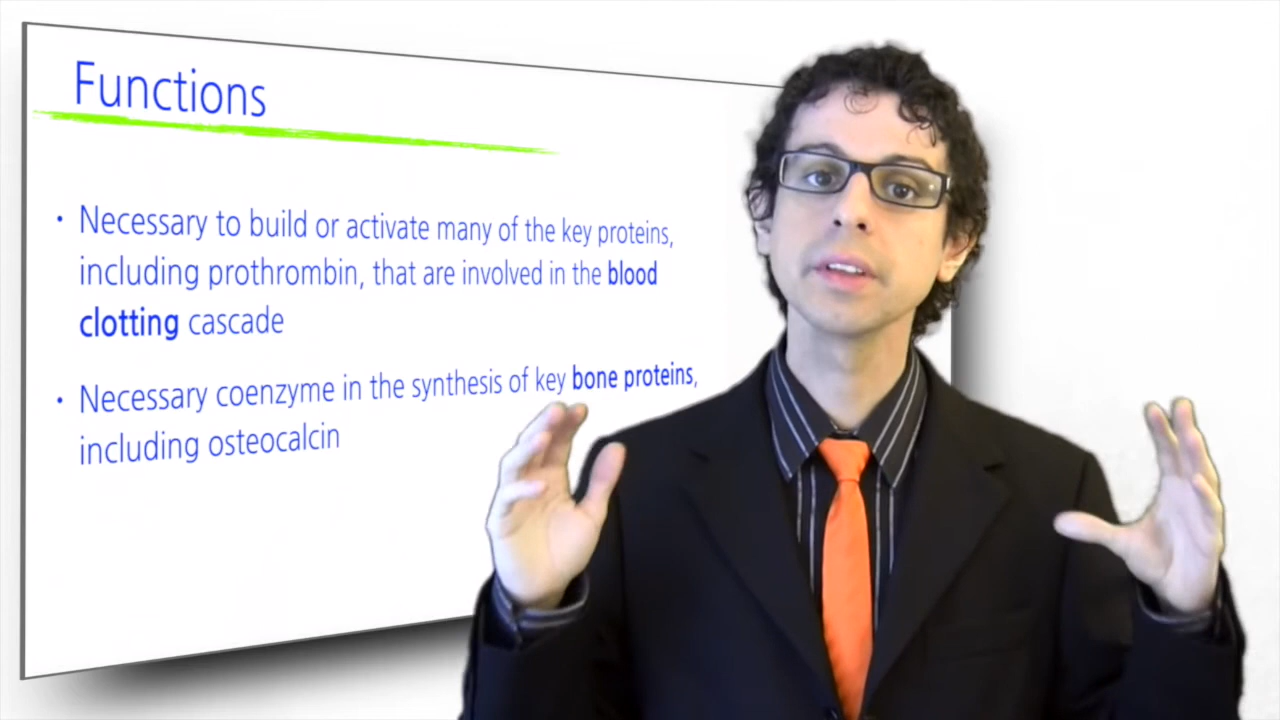 Functions
• Necessary to build or activate many of the key proteins,
including prothrombin, that are involved in the blood
clotting cascade
• Necessary coenzyme in the synthesis of key bone proteins,
including osteocalcin